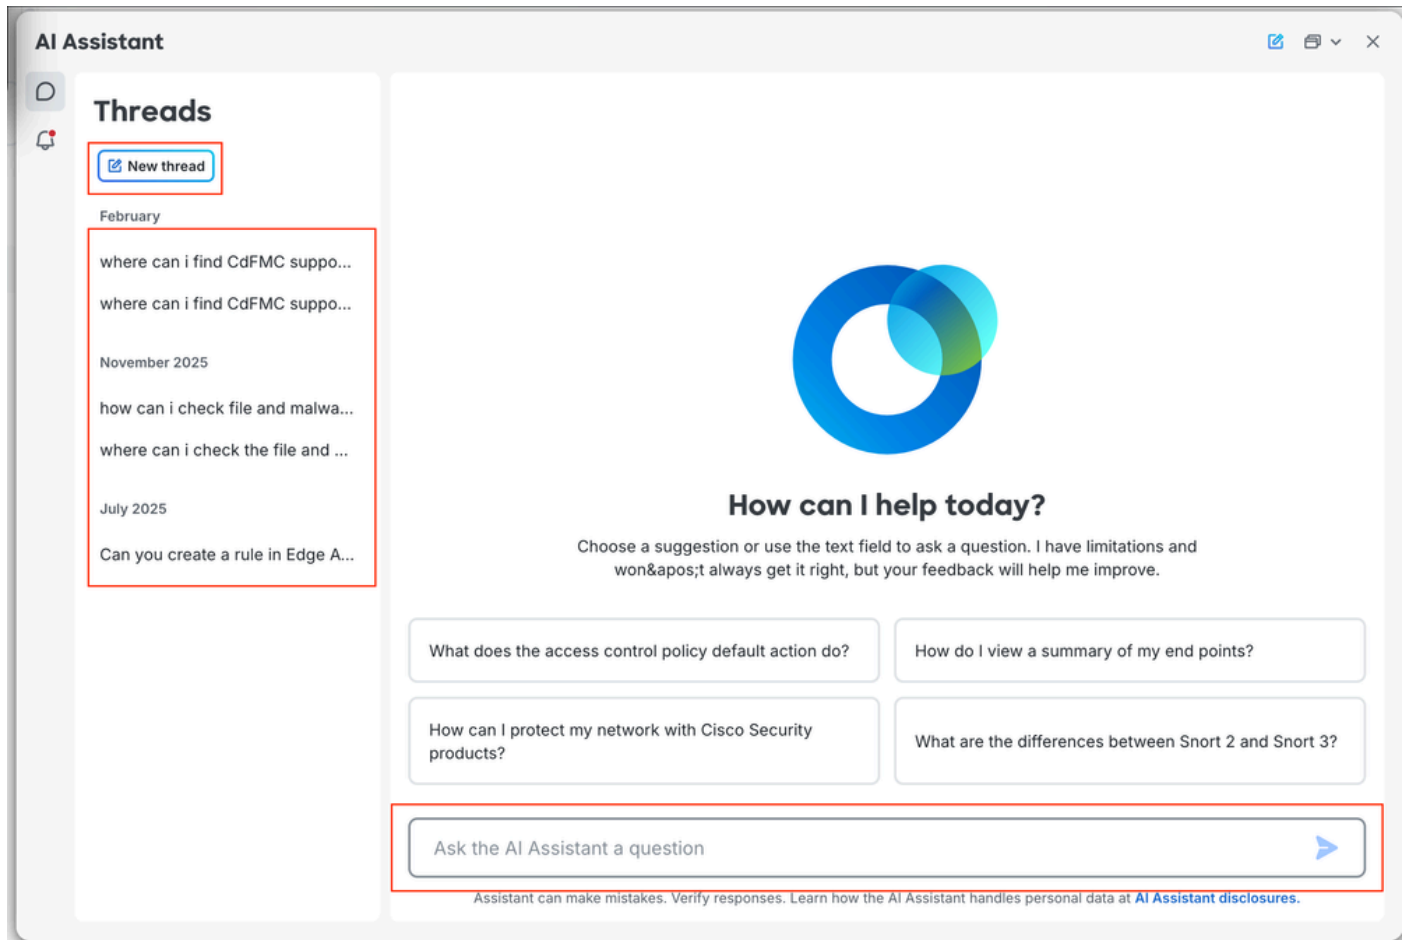 AI Assistant
Threads
New thread
February
where can i find CdFMC suppo...
where can i find CdFMC suppo...
November 2025
how can i check file and malwa...
where can i check the file and ...
July 2025
Can you create a rule in Edge A...
How can I help today?
Choose a suggestion or use the text field to ask a question. I have limitations and
won&apos;t always get it right, but your feedback will help me improve.
What does the access control policy default action do?
How do I view a summary of my end points?
How can I protect my network with Cisco Security
products?
What are the differences between Snort 2 and Snort 3?
Ask the AI Assistant a question
Assistant can make mistakes. Verify responses. Learn how the AI Assistant handles personal data at AI Assistant disclosures.